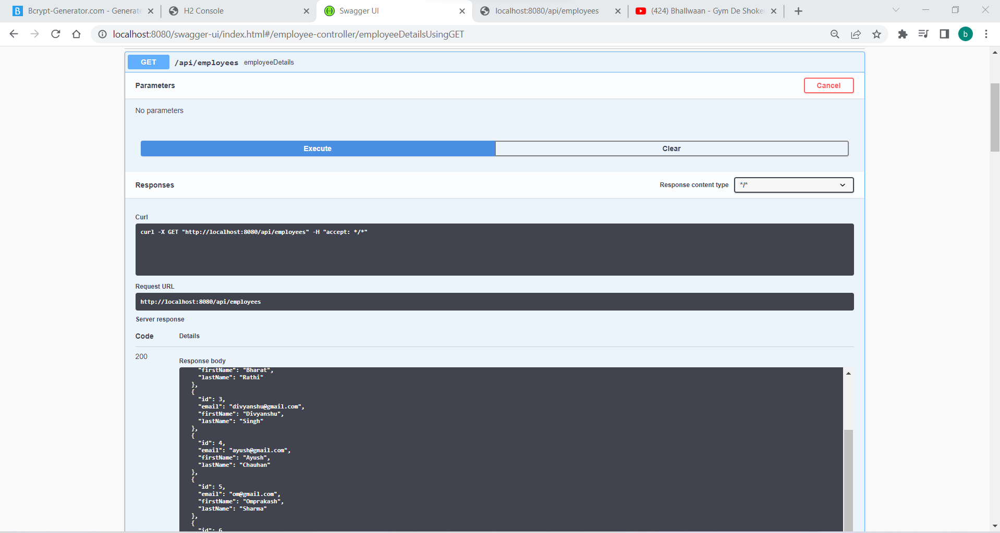 Bcrypt-Generator.com - Generate
H2 Console
Swagger UI
localhost:8080/api/employees
(424) Bhallwaan - Gym De Shoke
localhost:8080/swagger-ui/index.html#/employee-controller/employeeDetailsUsingGET
b
GET /api/employees employeeDetails
Parameters
Cancel
No parameters
Execute
Clear
Responses
Response content type
*/*
Curl
curl -X GET "http://localhost:8080/api/employees" -H "accept: */*"
Request URL
http://localhost:8080/api/employees
Server response
Code Details
200
Response body
"firstName": "Bharat",
"lastName": "Rathi"
},
{
"id": 3,
"email": "divyanshu@gmail.com",
"firstName": "Divyanshu",
"lastName": "Singh"
},
{
"id": 4,
"email": "ayush@gmail.com",
"firstName": "Ayush",
"lastName": "Chauhan"
},
{
"id": 5,
"email": "om@gmail.com",
"firstName": "Omprakash",
"lastName": "Sharma"
},
{
"id": 6,